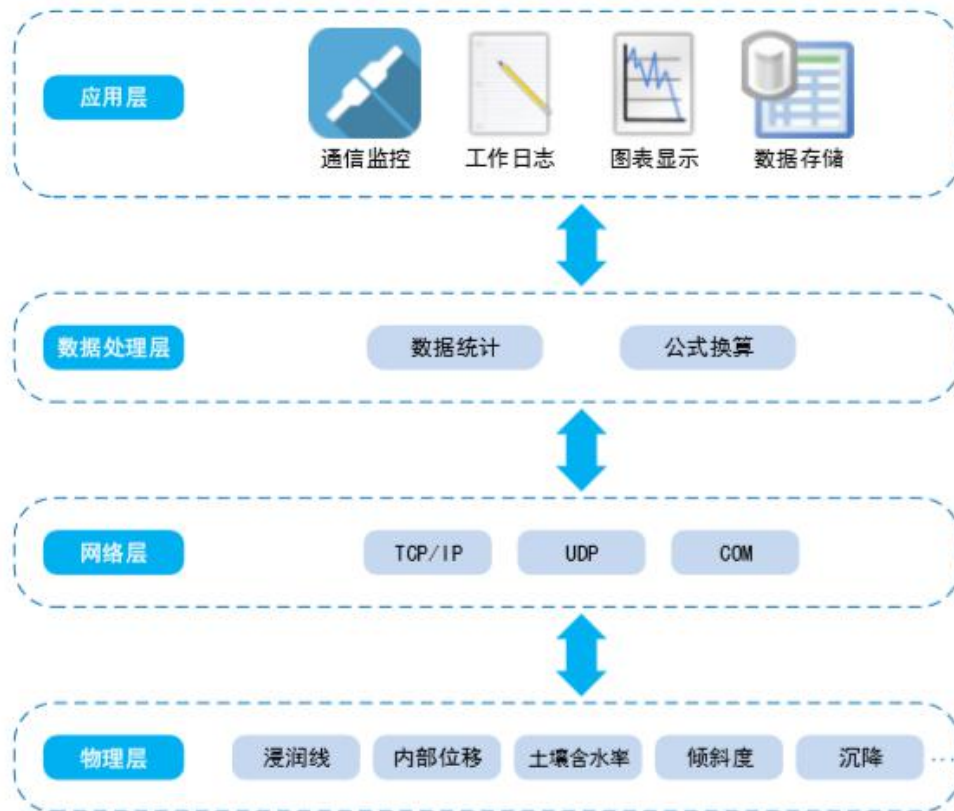 应用层
通信监控 工作日志 图表显示 数据存储
数据处理层 数据统计 公式换算
网络层 TCP/IP UDP COM
物理层 浸润线 内部位移 土壤含水率 倾斜度 沉降 ...